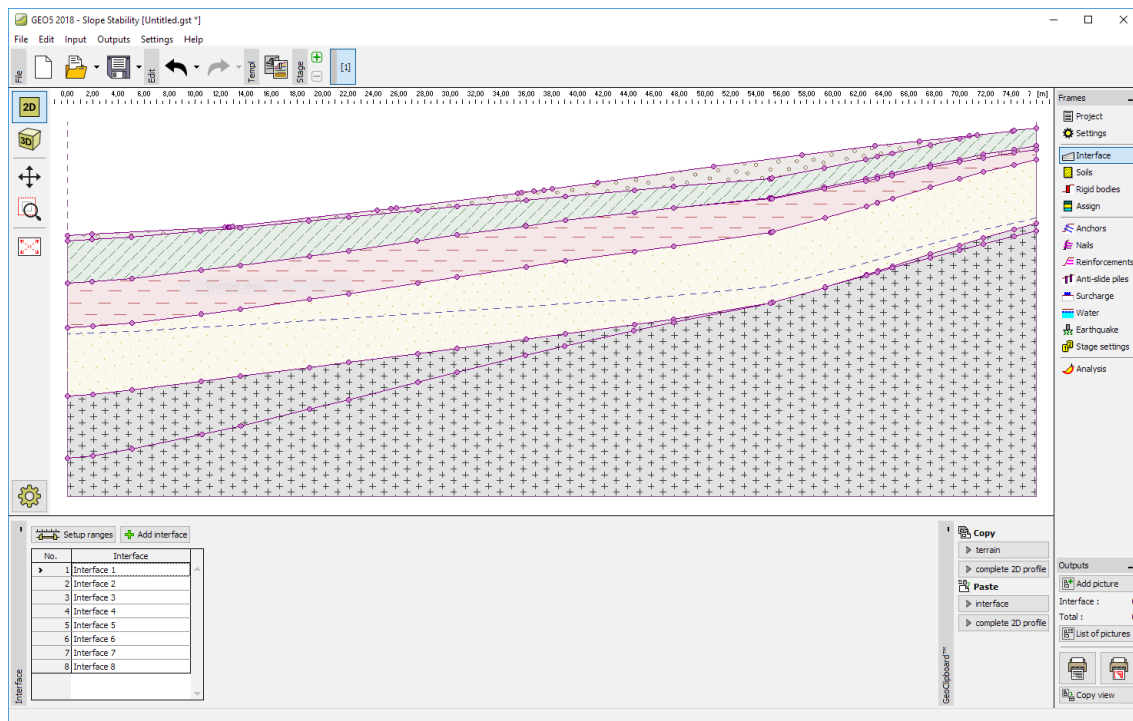 GEO5 2018 - Slope Stability [Untitled.gst *]
File Edit Input Outputs Settings Help
File
Edit
Templ
Stage
[1]
2D
0,00 2,00 4,00 6,00 8,00 10,00 12,00 14,00 16,00 18,00 20,00 22,00 24,00 26,00 28,00 30,00 32,00 34,00 36,00 38,00 40,00 42,00 44,00 46,00 48,00 50,00 52,00 54,00 56,00 58,00 60,00 62,00 64,00 66,00 68,00 70,00 72,00 74,00 7 [m]
3D
Frames
Project
Settings
Interface
Soils
Rigid bodies
Assign
Anchors
Nails
Reinforcements
Anti-slide piles
Surcharge
Water
Earthquake
Stage settings
Analysis
Setup ranges
Add interface
No. Interface
1 Interface 1
2 Interface 2
3 Interface 3
4 Interface 4
5 Interface 5
6 Interface 6
7 Interface 7
8 Interface 8
Interface
GeoClipboard™
Copy
terrain
complete 2D profile
Paste
interface
complete 2D profile
Outputs
Add picture
Interface :
Total :
List of pictures
Copy view